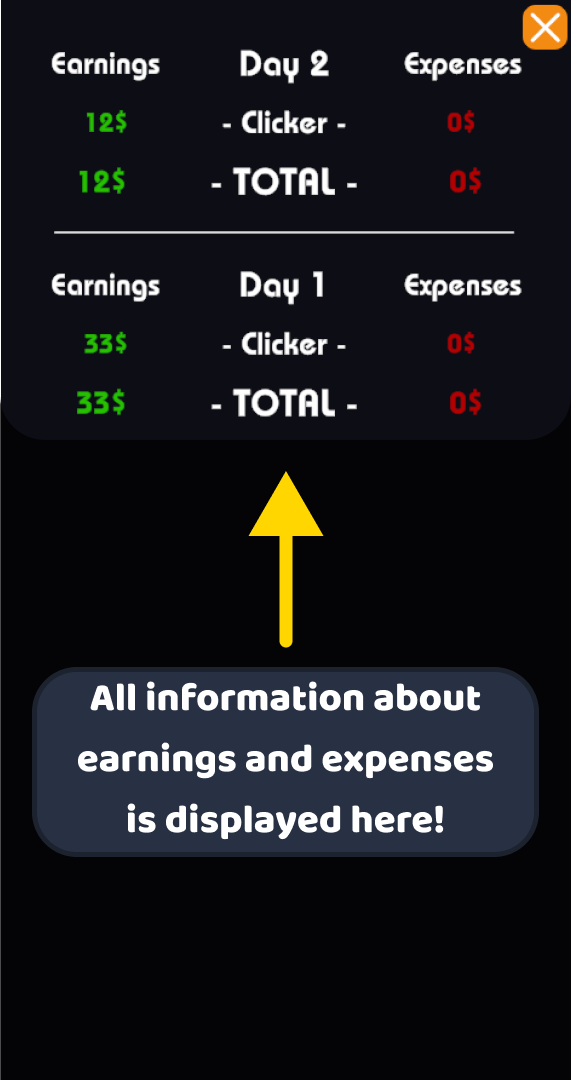 Earnings Day 2 Expenses
12$ - Clicker - 0$
12$ - TOTAL - 0$
Earnings Day 1 Expenses
33$ - Clicker - 0$
33$ - TOTAL - 0$
All information about
earnings and expenses
is displayed here!